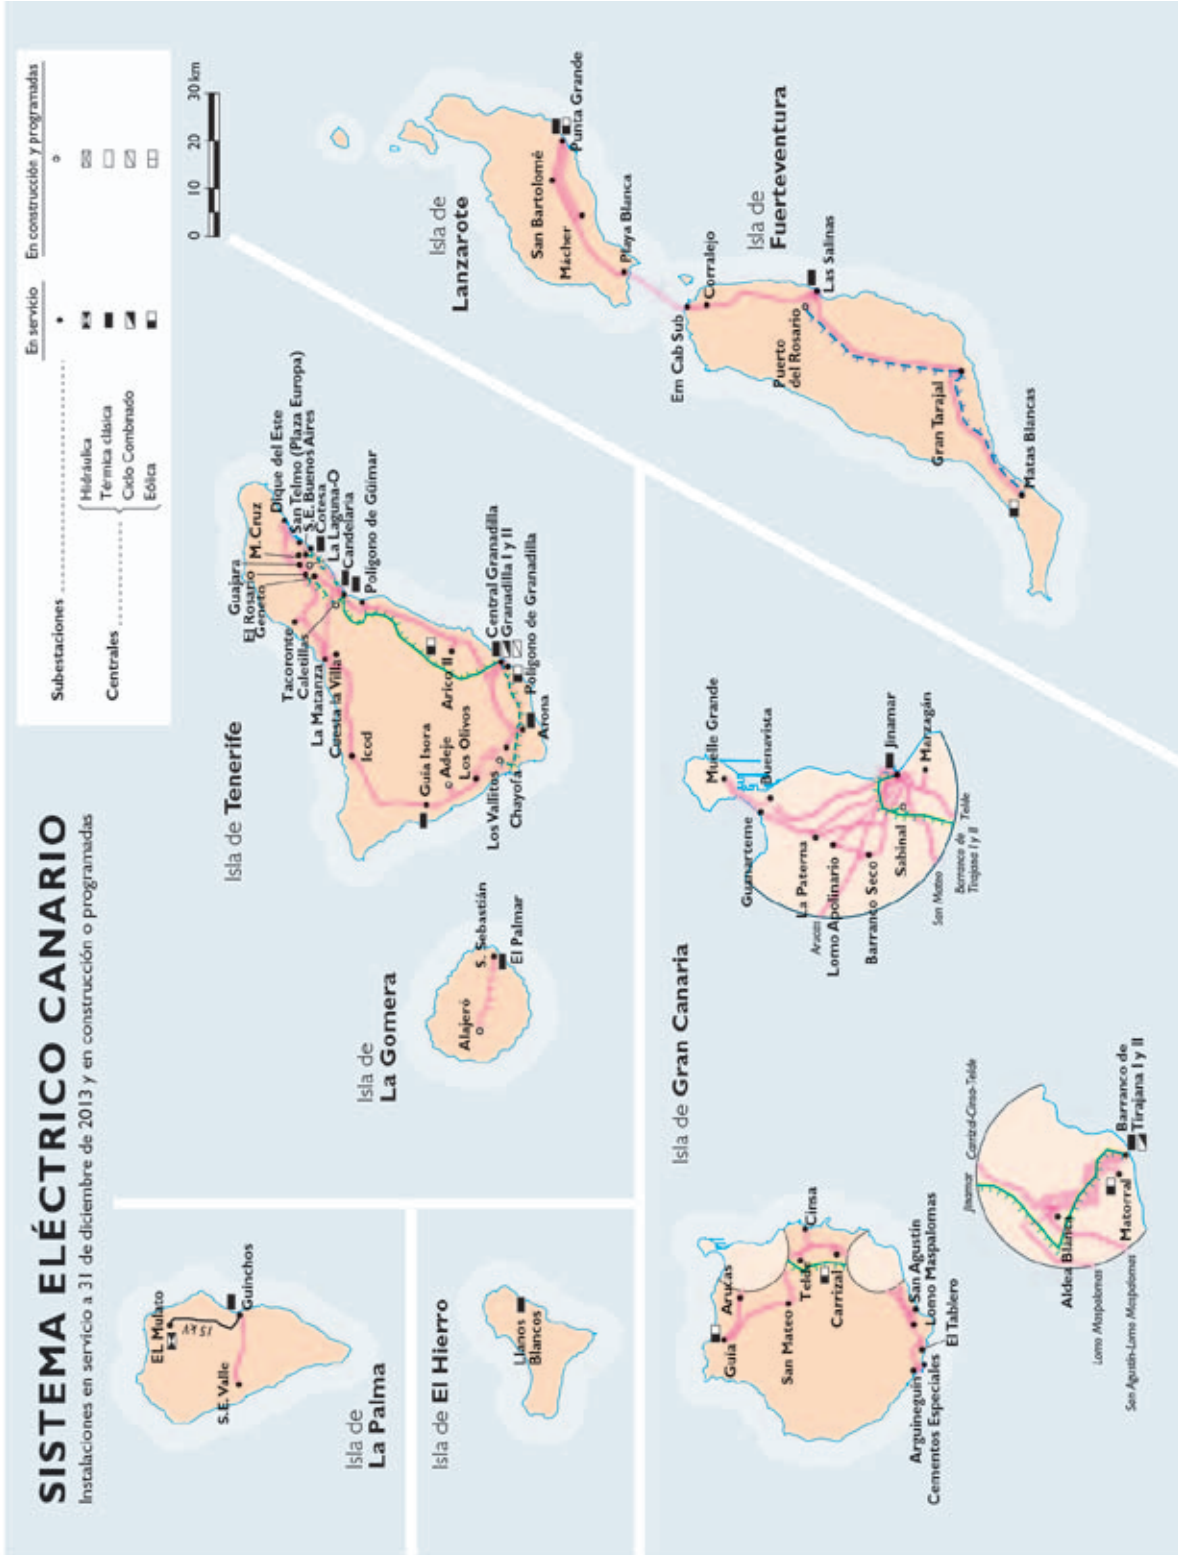 SISTEMA ELÉCTRICO CANARIO
Instalaciones en servicio a 31 de diciembre de 2013 y en construcción o programadas
En servicio
En construcción y programadas
Substaciones
Centrales
Hidráulica
Térmica clásica
Ciclo Combinado
Eólica
0 10 20 30 km
Isla de
La Palma
EL Mulato
15 kV
Guinchos
S.E. Valle
Isla de El Hierro
Llanos
Blancos
Isla de
La Gomera
Alajeró
S. Sebastián
El Palmar
Isla de Tenerife
Guajara
El Rosario
Geneto
M. Cruz
Dique del Este
San Telmo (Plaza Europa)
S.E. Buenos Aires
Cotesa
La Laguna-O
Candelaria
Polígono de Güímar
Tacoronte
Caletillas
La Matanza
Cuesta la Villa
Icod
Guía Isora
Adeje
Los Olivos
Arico II
Los Vallitos
Chayofa
Central Granadilla
Granadilla I y II
Polígono de Granadilla
Arona
Isla de
Lanzarote
San Bartolomé
Mácher
Punta Grande
Playa Blanca
Isla de
Fuerteventura
Em Cab Sub
Corralejo
Puerto
del Rosario
Las Salinas
Gran Tarajal
Matas Blancas
Isla de Gran Canaria
Guía
Arucas
San Mateo
Telde
Cinsa
Carrizal
Arguineguín
Cementos Especiales
San Agustín
Lomo Maspalomas
El Tablero
Muelle Grande
Buenavista
Guanarteme
La Paterna
Arucas
Lomo Apolinario
Barranco Seco
Sabinal
Jinamar
Marzagán
San Mateo
Barranco de
Tirajana I y II
Telde
Jinamar
Carrizal-Cinsa-Telde
Aldea Blanca
Matorral
Barranco de
Tirajana I y II
Lomo Maspalomas
San Agustín-Lomo Maspalomas